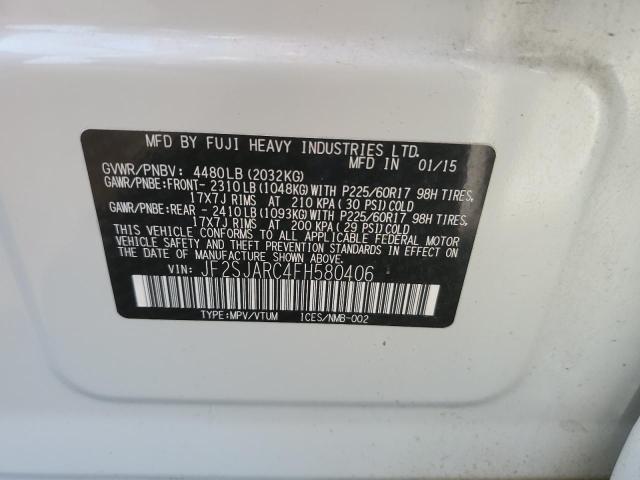 MFD BY FUJI HEAVY INDUSTRIES LTD.
MFD IN 01/15
GVWR/PNBV: 4480LB (2032KG)
GAWR/PNBE: FRONT- 2310LB (1048KG) WITH P225/60R17 98H TIRES,
17X7J RIMS AT 210 KPA (30 PSI) COLD
GAWR/PNBE: REAR - 2410LB (1093KG) WITH P225/60R17 98H TIRES,
17X7J RIMS AT 200 KPA (29 PSI) COLD
THIS VEHICLE CONFORMS TO ALL APPLICABLE FEDERAL MOTOR
VEHICLE SAFETY AND BUMPER STANDARDS IN EFFECT
ON THE DATE OF MANUFACTURE SHOWN ABOVE.
VIN: JF2SJARC4FH580406
TYPE:MPV/VTUM ICES/NMB-002